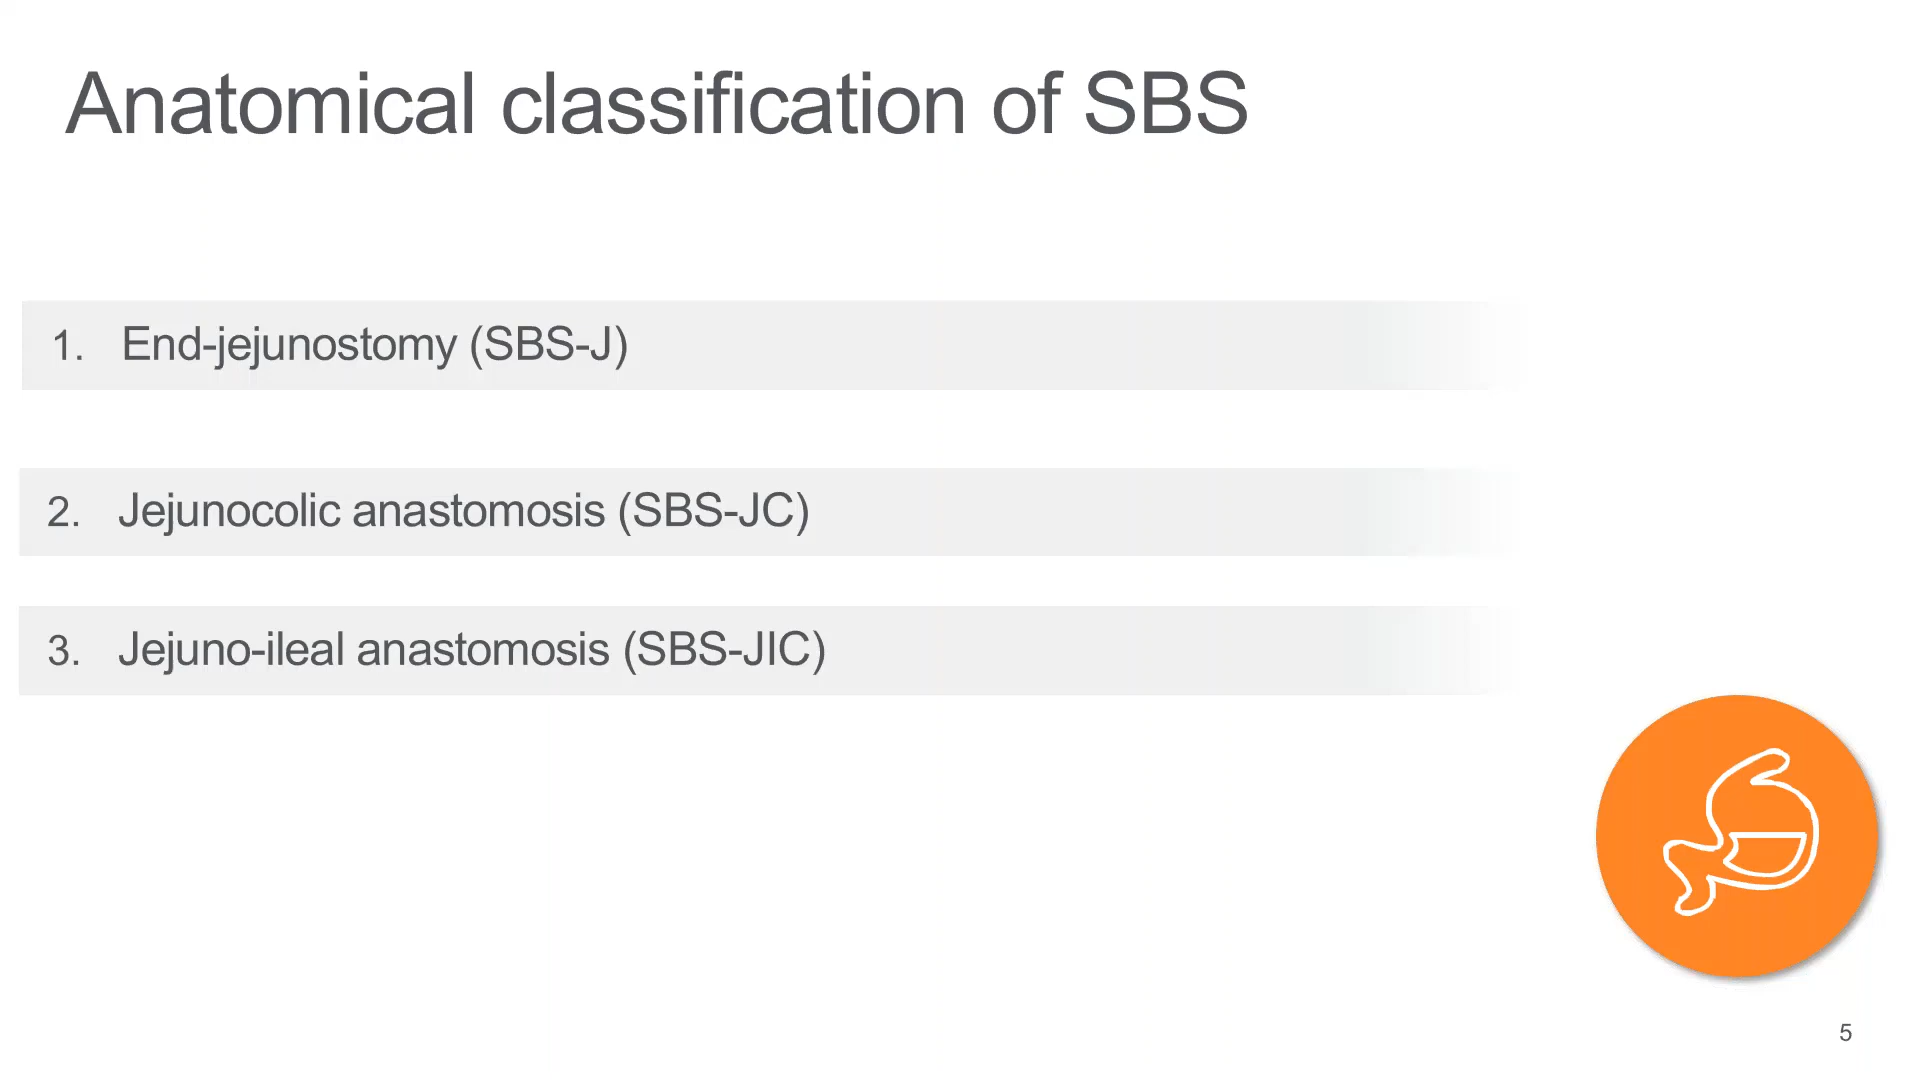 Anatomical classification of SBS
1. End-jejunostomy (SBS-J)
2. Jejunocolic anastomosis (SBS-JC)
3. Jejuno-ileal anastomosis (SBS-JIC)
5